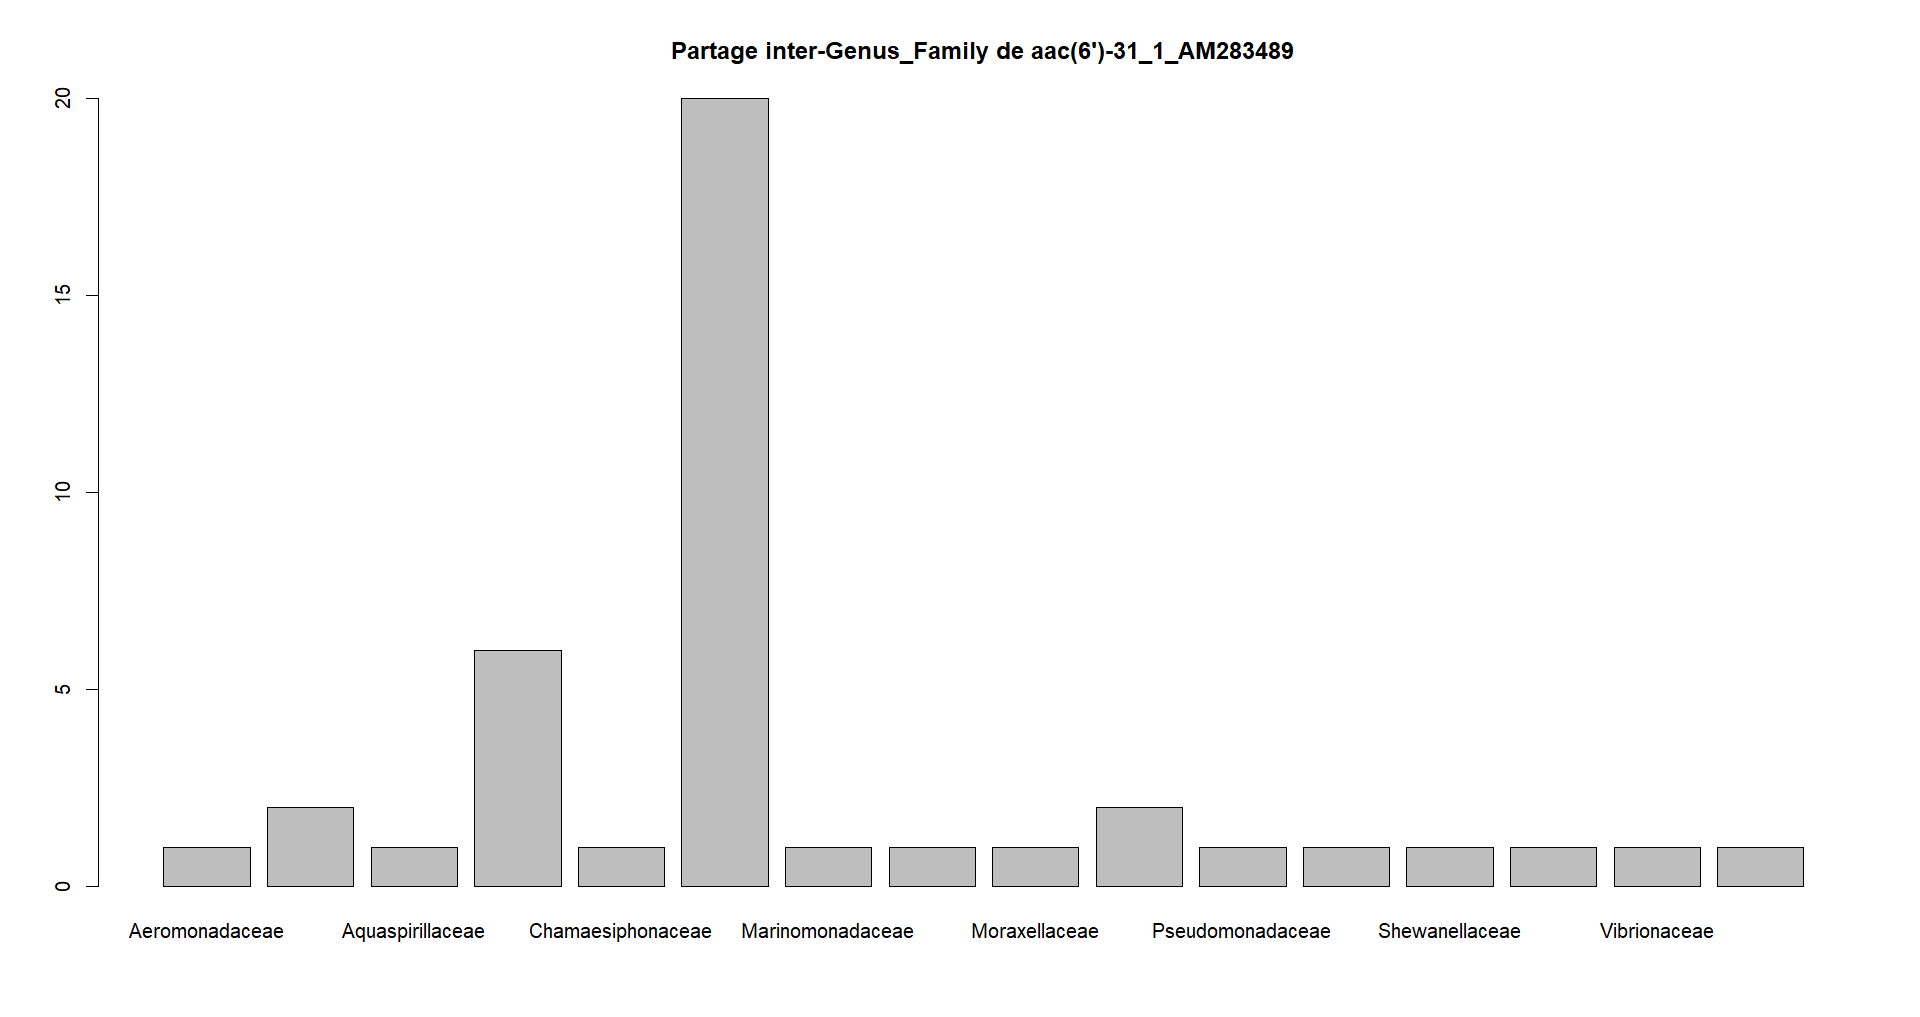 Partage inter-Genus_Family de aac(6')-31_1_AM283489
20
15
10
5
0
Aeromonadaceae Aquaspirillaceae Chamaesiphonaceae Marinomonadaceae Moraxellaceae Pseudomonadaceae Shewanellaceae Vibrionaceae